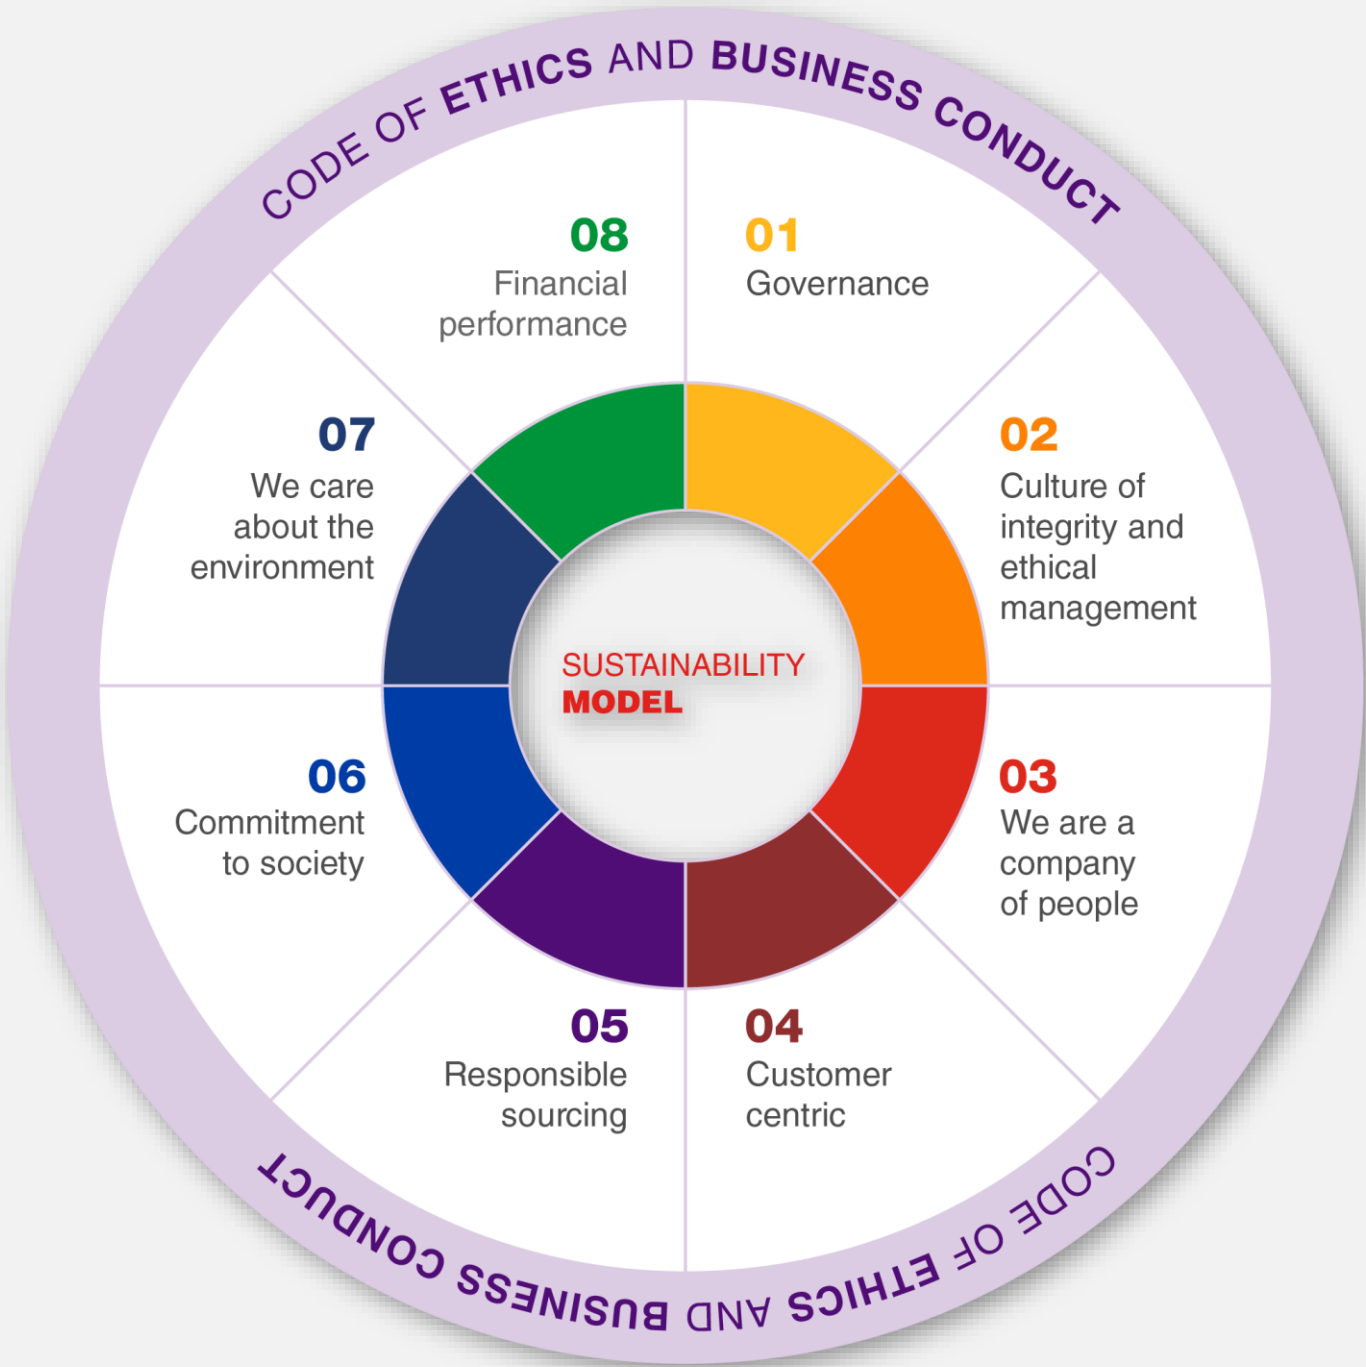 CODE OF ETHICS AND BUSINESS CONDUCT
01
Governance
02
Culture of
integrity and
ethical
management
03
We are a
company
of people
04
Customer
centric
05
Responsible
sourcing
06
Commitment
to society
07
We care
about the
environment
08
Financial
performance
SUSTAINABILITY
MODEL
CODE OF ETHICS AND BUSINESS CONDUCT